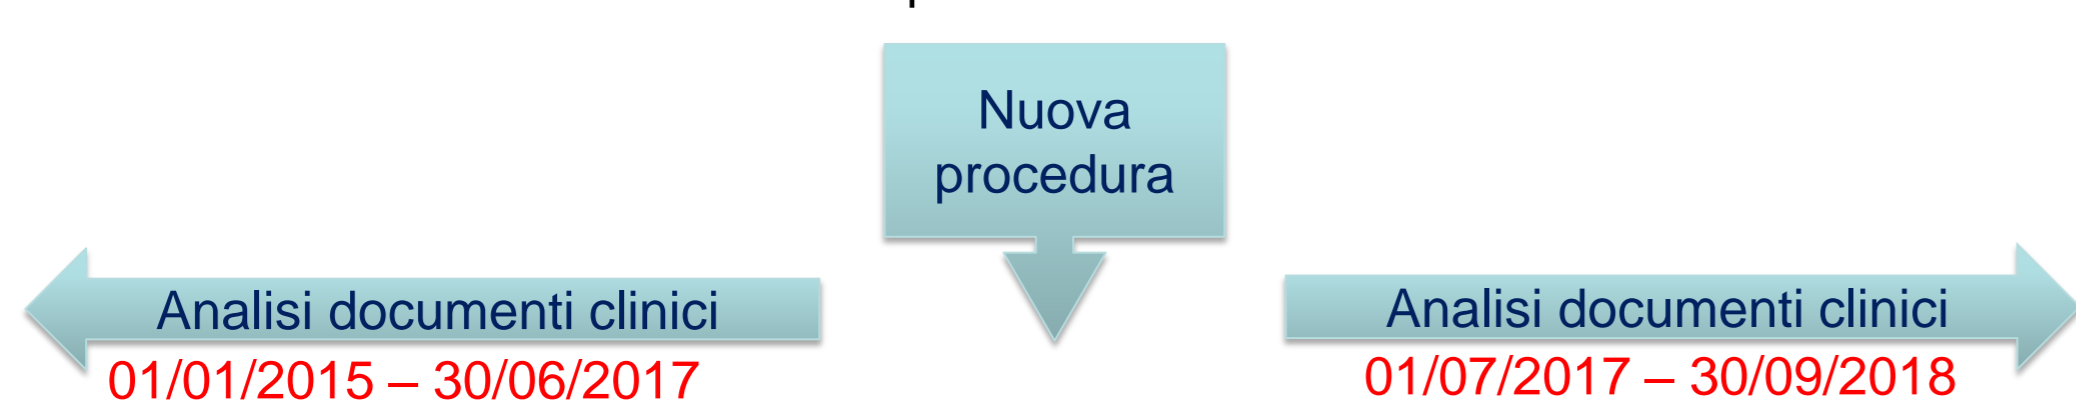 Nuova
procedura
Analisi documenti clinici
01/01/2015 – 30/06/2017
Analisi documenti clinici
01/07/2017 – 30/09/2018